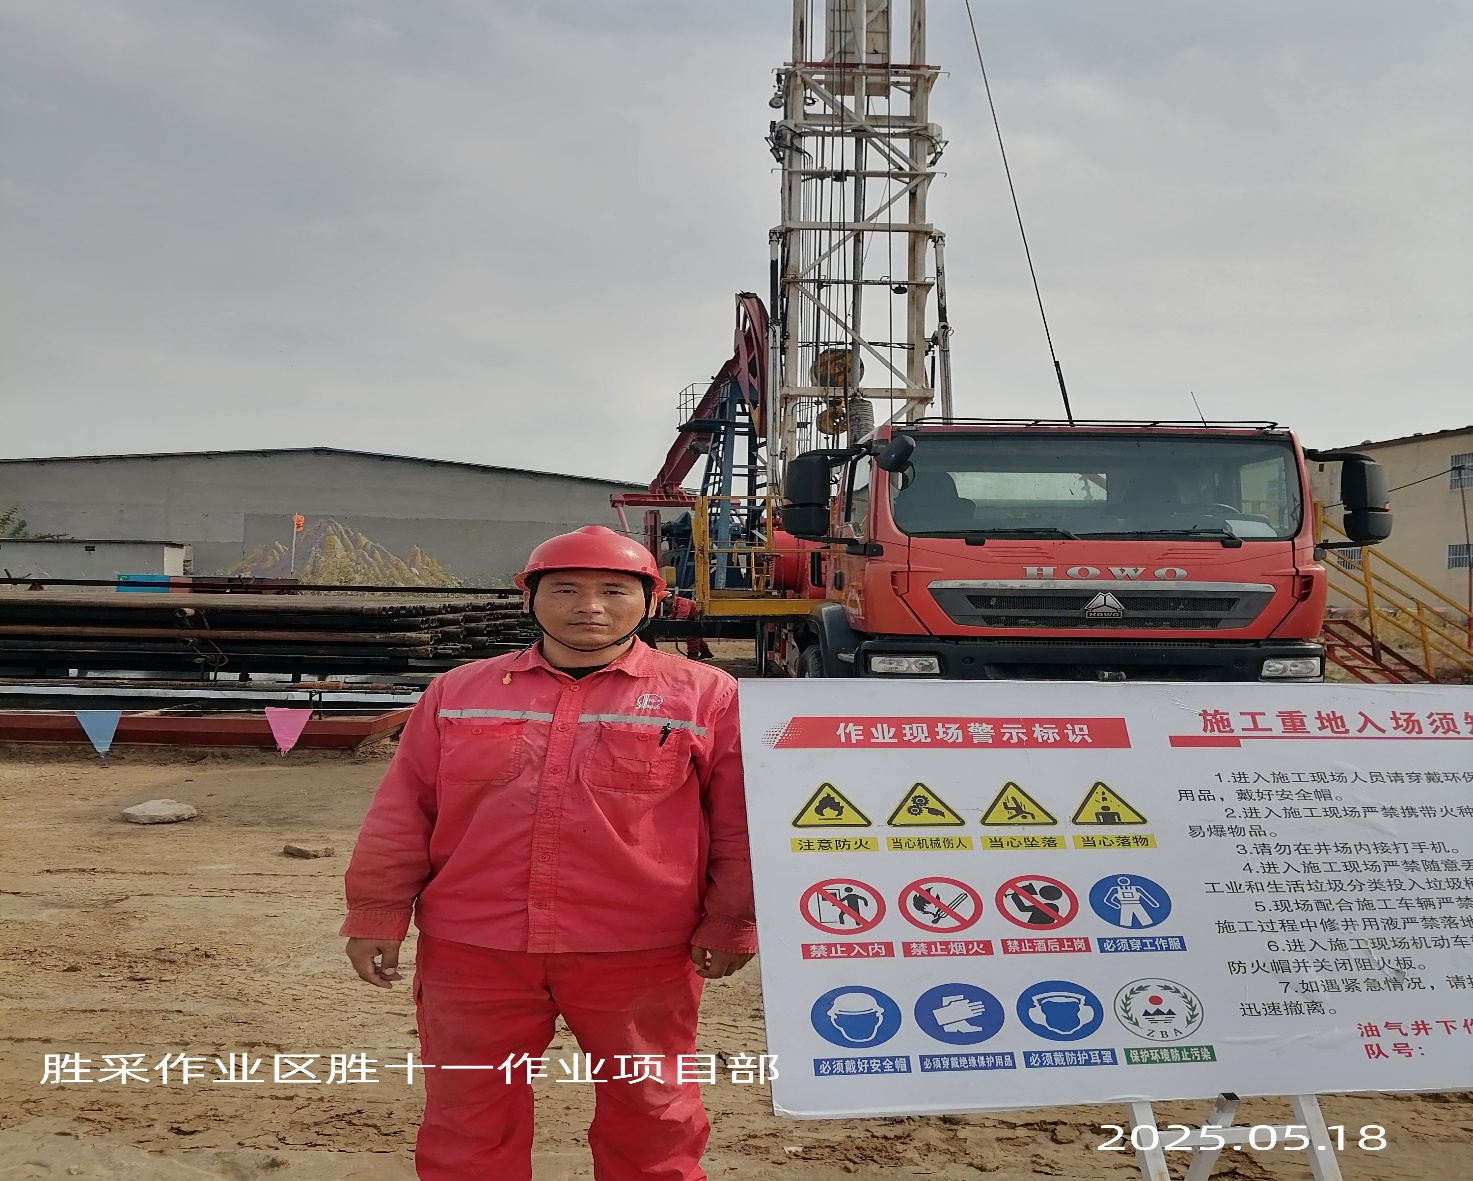 HOWO
HOWO
作业现场警示标识
注意防火
当心机械伤人
当心坠落
当心落物
禁止入内
禁止烟火
禁止酒后上岗
必须穿工作服
必须戴好安全帽
必须穿戴绝缘保护用品
必须戴防护耳罩
ZBA
保护环境防止污染
施工重地入场须知
1.进入施工现场人员请穿戴环保
用品，戴好安全帽。
2.进入施工现场严禁携带火种
易爆物品。
3.请勿在井场内接打手机。
4.进入施工现场严禁随意丢
工业和生活垃圾分类投入垃圾桶
5.现场配合施工车辆严禁
施工过程中修井用液严禁落地
6.进入施工现场机动车
防火帽并关闭阻火板。
7.如遇紧急情况，请
迅速撤离。
油气井下作
队号：
胜采作业区胜十一作业项目部
2025.05.18